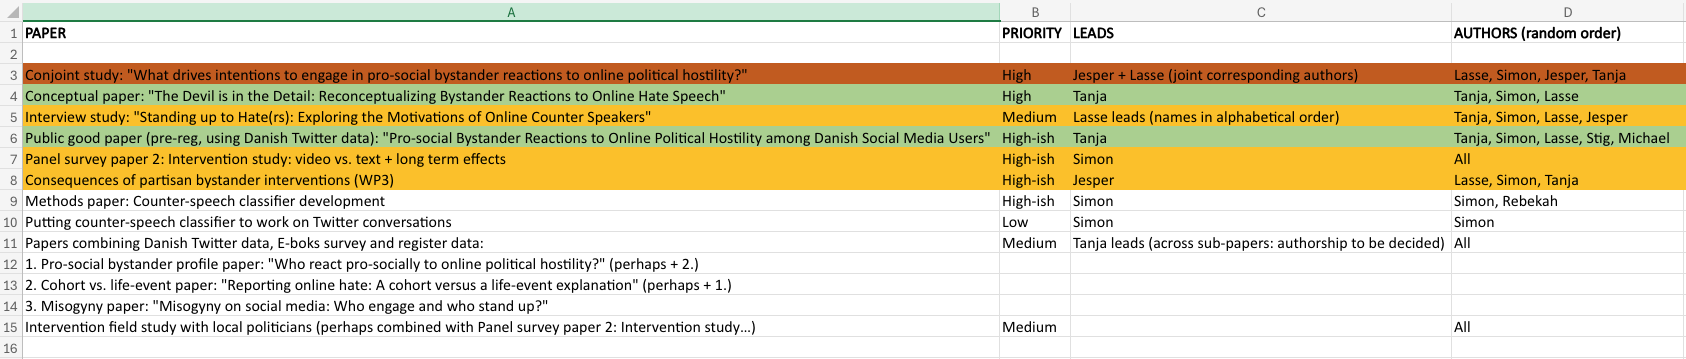 A B C D
1 PAPER PRIORITY LEADS AUTHORS (random order)
2
3 Conjoint study: "What drives intentions to engage in pro-social bystander reactions to online political hostility?" High Jesper + Lasse (joint corresponding authors) Lasse, Simon, Jesper, Tanja
4 Conceptual paper: "The Devil is in the Detail: Reconceptualizing Bystander Reactions to Online Hate Speech" High Tanja Tanja, Simon, Lasse
5 Interview study: "Standing up to Hate(rs): Exploring the Motivations of Online Counter Speakers" Medium Lasse leads (names in alphabetical order) Tanja, Simon, Lasse, Jesper
6 Public good paper (pre-reg, using Danish Twitter data): "Pro-social Bystander Reactions to Online Political Hostility among Danish Social Media Users" High-ish Tanja Tanja, Simon, Lasse, Stig, Michael
7 Panel survey paper 2: Intervention study: video vs. text + long term effects High-ish Simon All
8 Consequences of partisan bystander interventions (WP3) High-ish Jesper Lasse, Simon, Tanja
9 Methods paper: Counter-speech classifier development High-ish Simon Simon, Rebekah
10 Putting counter-speech classifier to work on Twitter conversations Low Simon Simon
11 Papers combining Danish Twitter data, E-boks survey and register data: Medium Tanja leads (across sub-papers: authorship to be decided) All
12 1. Pro-social bystander profile paper: "Who react pro-socially to online political hostility?" (perhaps + 2.)
13 2. Cohort vs. life-event paper: "Reporting online hate: A cohort versus a life-event explanation" (perhaps + 1.)
14 3. Misogyny paper: "Misogyny on social media: Who engage and who stand up?"
15 Intervention field study with local politicians (perhaps combined with Panel survey paper 2: Intervention study...) Medium All
16